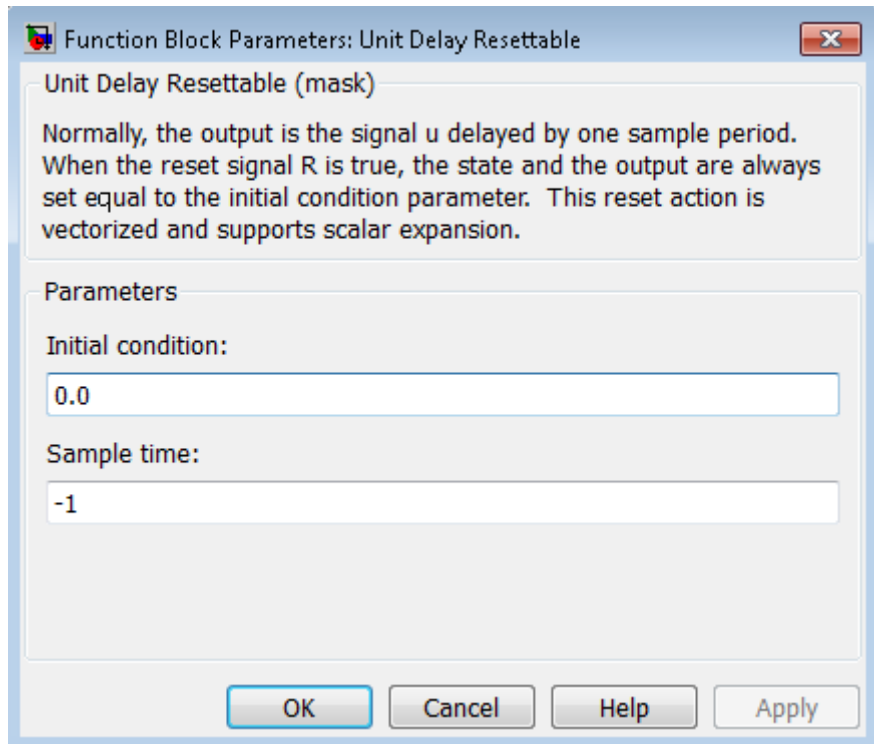 Function Block Parameters: Unit Delay Resettable
Unit Delay Resettable (mask)
Normally, the output is the signal u delayed by one sample period.
When the reset signal R is true, the state and the output are always
set equal to the initial condition parameter.  This reset action is
vectorized and supports scalar expansion.
Parameters
Initial condition:
0.0
Sample time:
-1
OK Cancel Help Apply